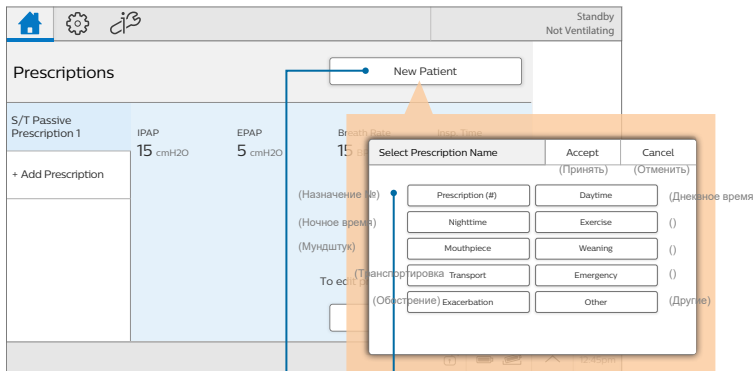 Standby
Not Ventilating
Prescriptions
New Patient
S/T Passive
Prescription 1
IPAP
EPAP
Breath Rate
Insp. Time
15 cmH2O
5 cmH2O
15
+ Add Prescription
Select Prescription Name
Accept
Cancel
(Принять)
(Отменить)
(Назначение №)
Prescription (#)
Daytime
(Дневное время
(Ночное время)
Nighttime
Exercise
()
(Мундштук)
Mouthpiece
Weaning
()
(Транспортировка
Transport
Emergency
()
To edit
(Обострение)
Exacerbation
Other
(Другие)
12:45pm